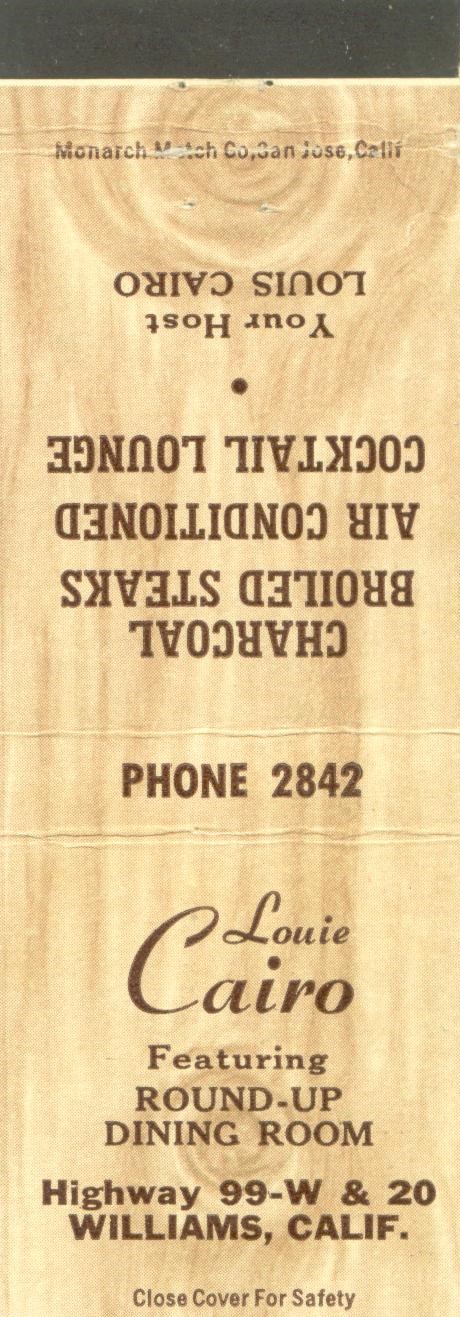 Monarch Match Co, San Jose, Calif
CHARCOAL
BROILED STEAKS
AIR CONDITIONED
COCKTAIL LOUNGE
•
Your Host
LOUIS CAIRO
PHONE 2842
Louie
Cairo
Featuring
ROUND-UP
DINING ROOM
Highway 99-W & 20
WILLIAMS, CALIF.
Close Cover For Safety